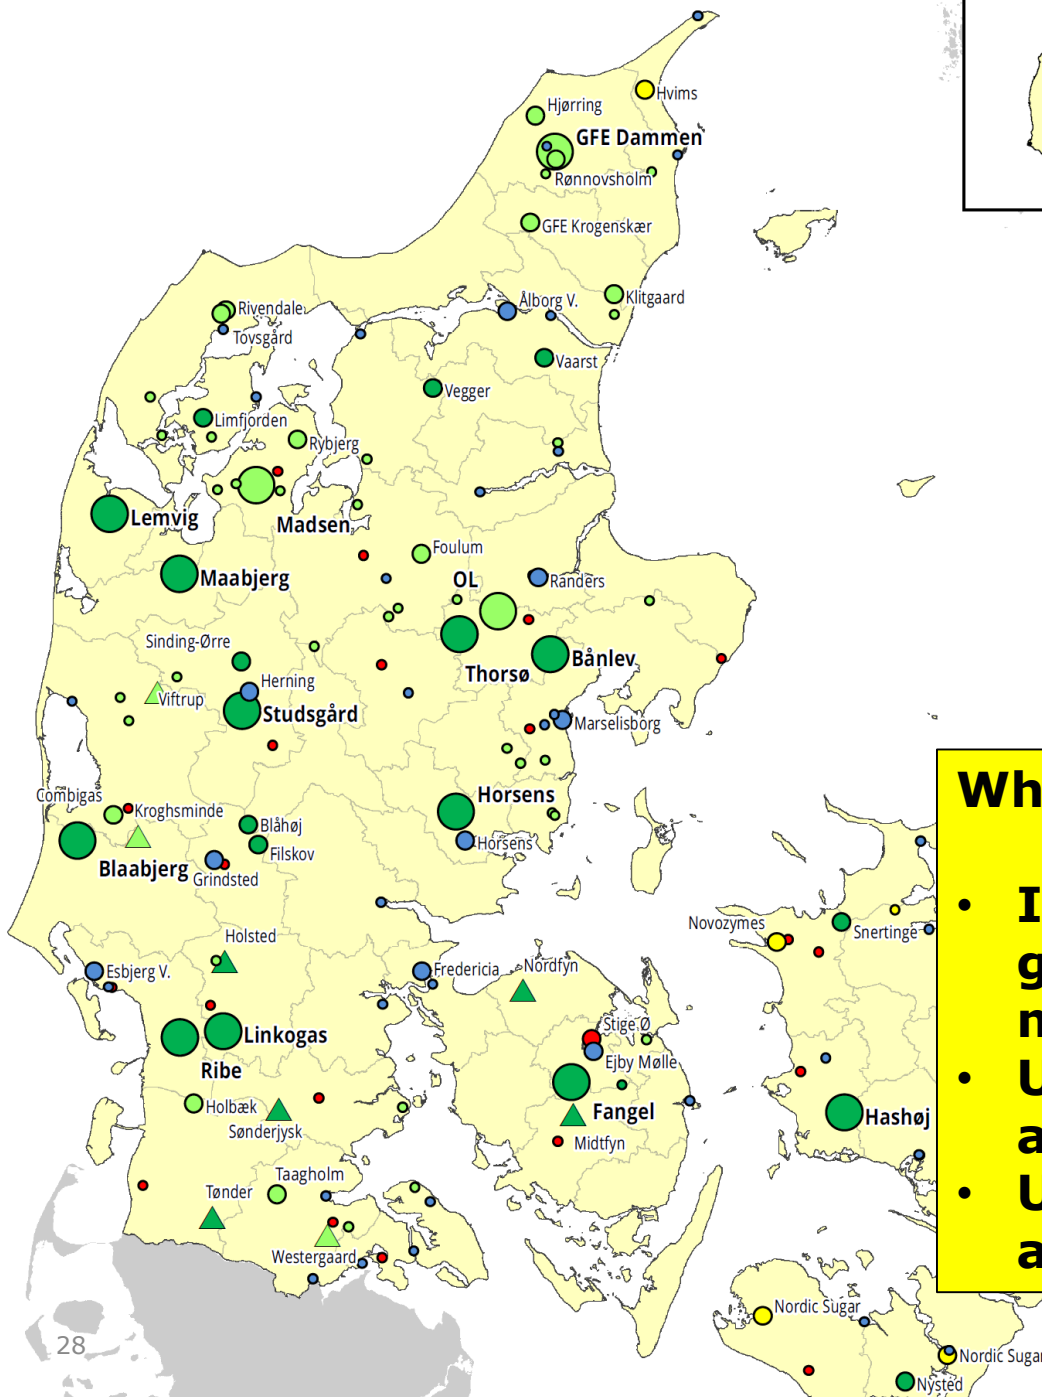 Hvims
Hjørring
GFE Dammen
Rønnovsholm
GFE Krogenskær
Klitgaard
Ålborg V.
Rivendale
Tovsgård
Vaarst
Vegger
Limfjorden
Rybjerg
Lemvig
Madsen
Foulum
Maabjerg
OL
Randers
Sinding-Ørre
Thorsø
Bånlev
Herning
Viftrup
Studsgård
Marselisborg
Wh
Combigas
Horsens
Kroghsminde
Blåhøj
Horsens
Filskov
Blaabjerg
Grindsted
• I
Novozymes
Snertinge
Holsted
g
Esbjerg V.
Fredericia
Nordfyn
n
Stige Ø
Linkogas
Ejby Mølle
Ribe
• U
Holbæk
Fangel
Hashøj
Sønderjysk
Midtfyn
a
Taagholm
Tønder
• U
Westergaard
a
Nordic Sugar
28
Nordic Sugar
Nysted